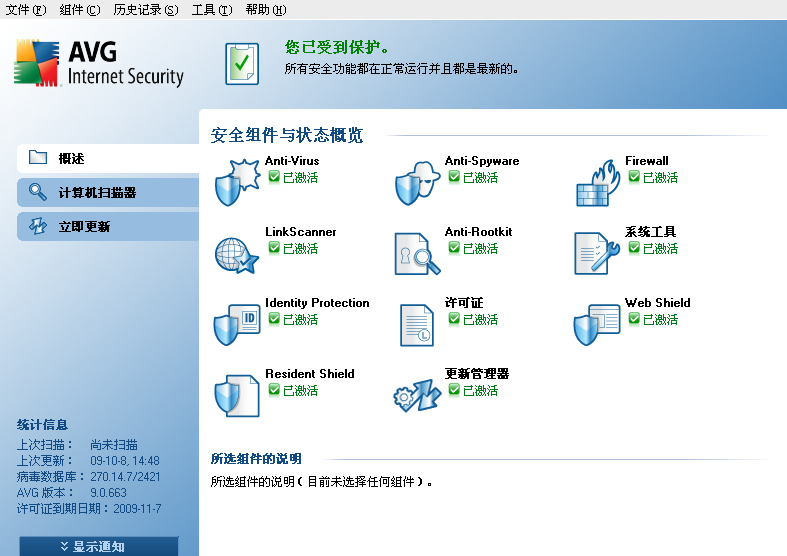 文件(F) 组件(C) 历史记录(S) 工具(T) 帮助(H)
AVG
Internet Security
您已受到保护。
所有安全功能都在正常运行并且都是最新的。
概述
计算机扫描器
立即更新
安全组件与状态概览
Anti-Virus
已激活
Anti-Spyware
已激活
Firewall
已激活
LinkScanner
已激活
Anti-Rootkit
已激活
系统工具
已激活
Identity Protection
已激活
ID
许可证
已激活
Web Shield
已激活
Resident Shield
已激活
更新管理器
已激活
所选组件的说明
所选组件的说明(目前未选择任何组件)。
统计信息
上次扫描： 尚未扫描
上次更新： 09-10-8, 14:48
病毒数据库： 270.14.7/2421
AVG 版本： 9.0.663
许可证到期日期： 2009-11-7
显示通知